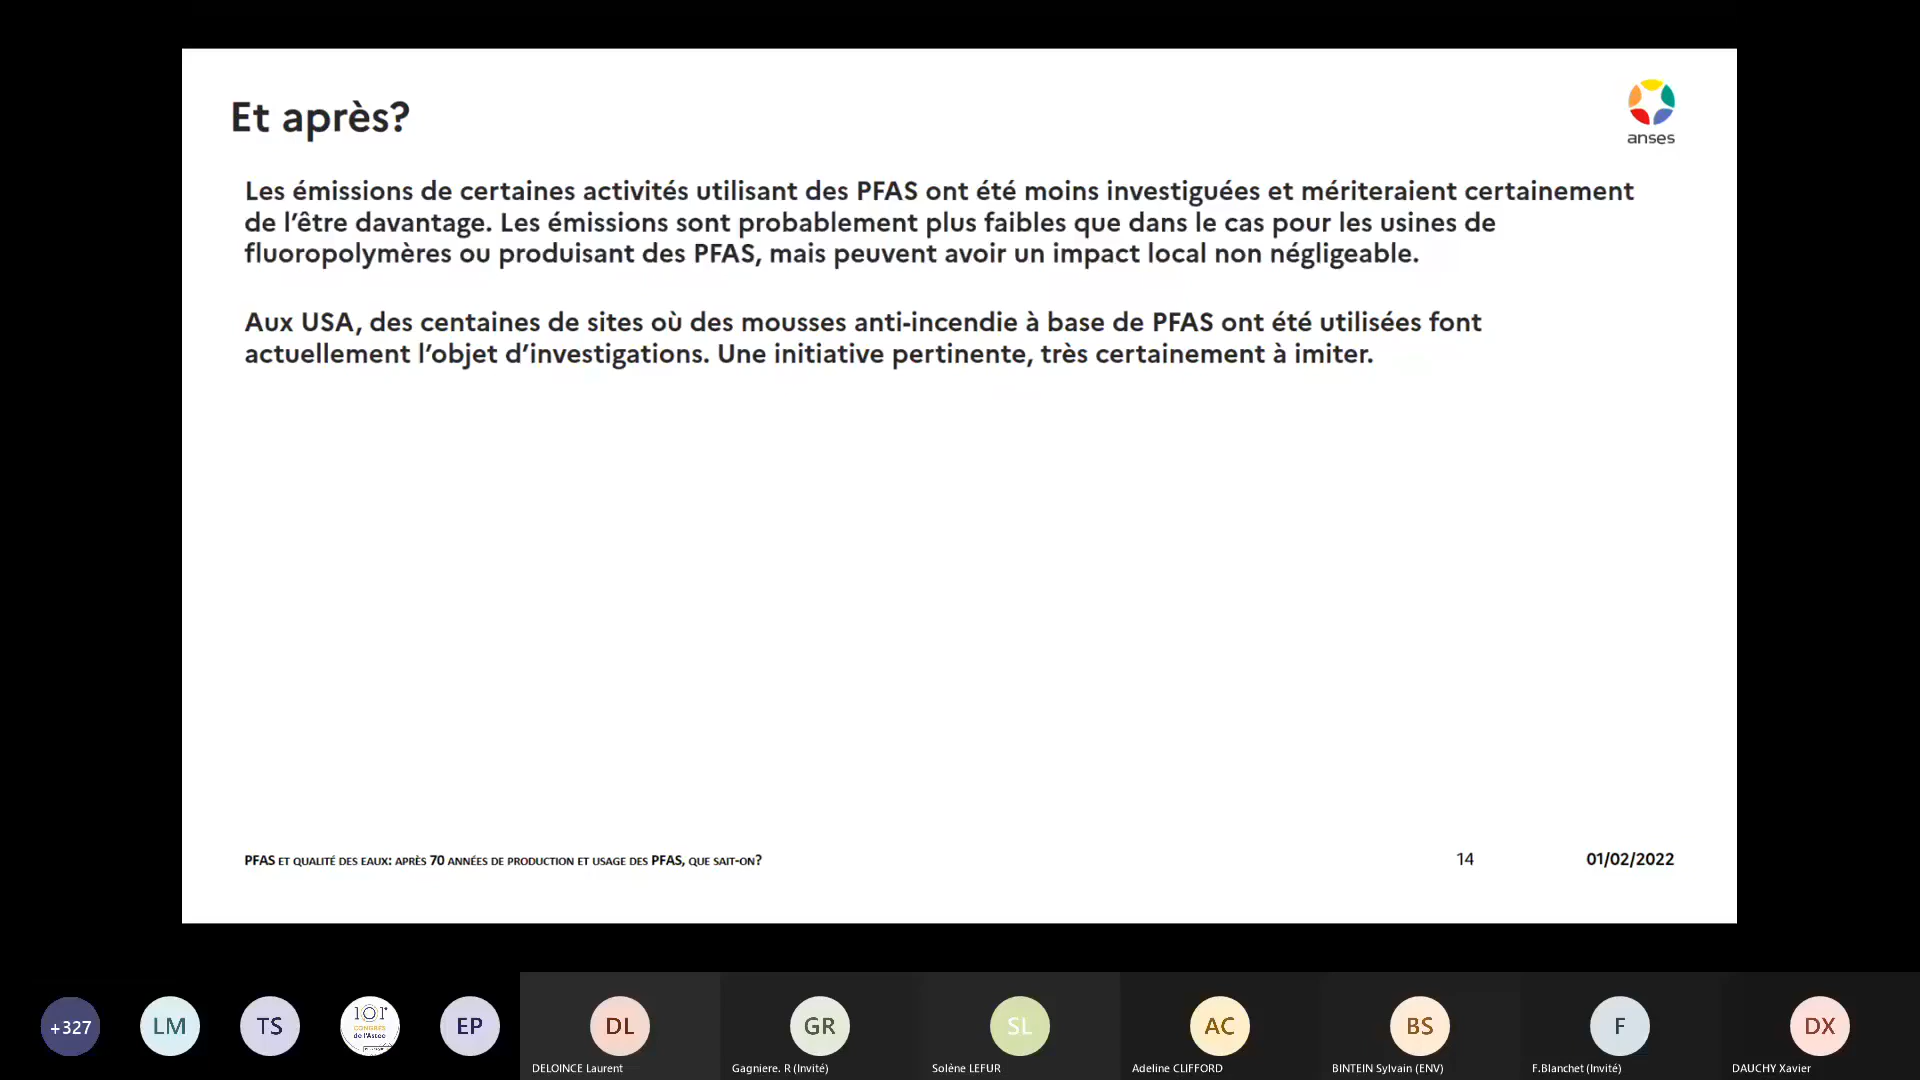 Et après?
anses
Les émissions de certaines activités utilisant des PFAS ont été moins investiguées et mériteraient certainement
de l'être davantage. Les émissions sont probablement plus faibles que dans le cas pour les usines de
fluoropolymères ou produisant des PFAS, mais peuvent avoir un impact local non négligeable.
Aux USA, des centaines de sites où des mousses anti-incendie à base de PFAS ont été utilisées font
actuellement l'objet d'investigations. Une initiative pertinente, très certainement à imiter.
PFAS ET QUALITÉ DES EAUX: APRÈS 70 ANNÉES DE PRODUCTION ET USAGE DES PFAS, QUE SAIT-ON?
14
01/02/2022
+327
LM
TS
101e
CONGRÈS
de l'Astee
EP
DL
GR
SL
AC
BS
F
DX
DELOINCE Laurent
Gagniere. R (Invité)
Solène LEFUR
Adeline CLIFFORD
BINTEIN Sylvain (ENV)
F.Blanchet (Invité)
DAUCHY Xavier